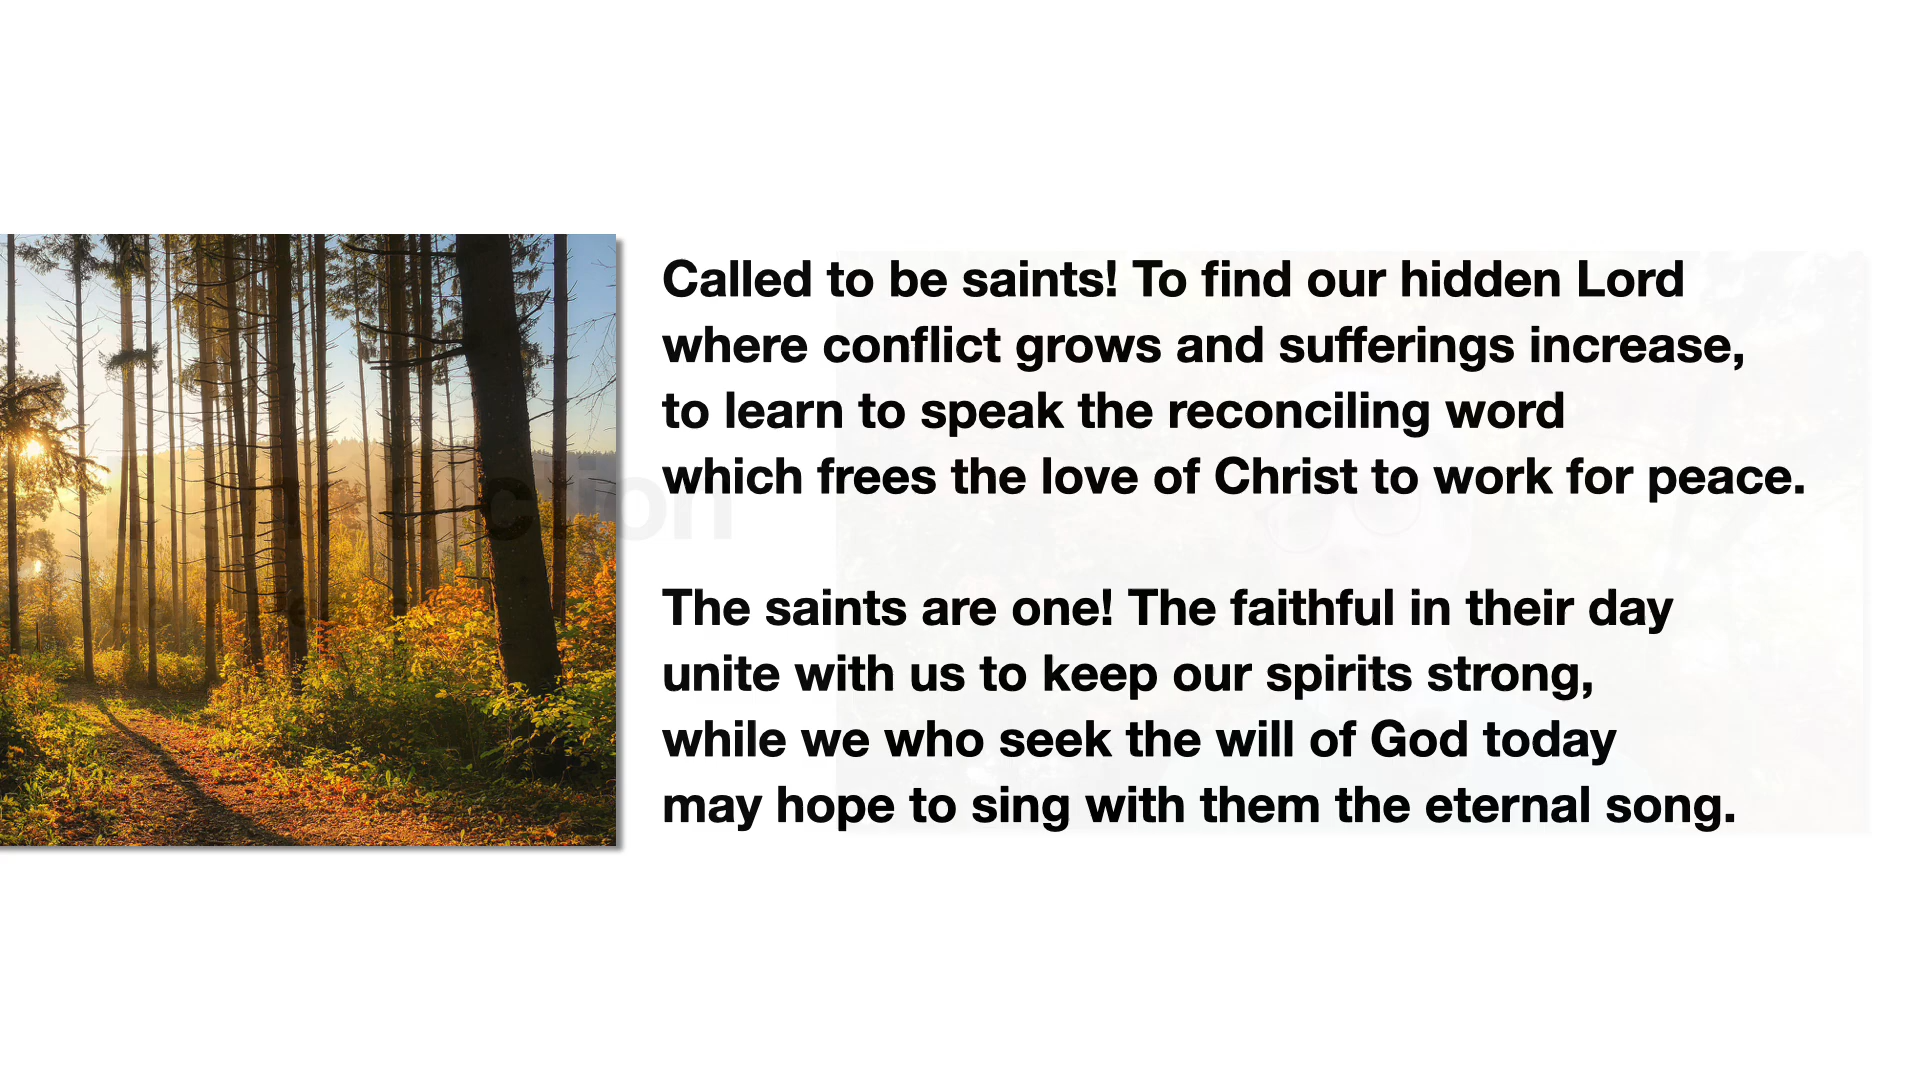 Called to be saints! To find our hidden Lord
where conflict grows and sufferings increase,
to learn to speak the reconciling word
which frees the love of Christ to work for peace.
The saints are one! The faithful in their day
unite with us to keep our spirits strong,
while we who seek the will of God today
may hope to sing with them the eternal song.